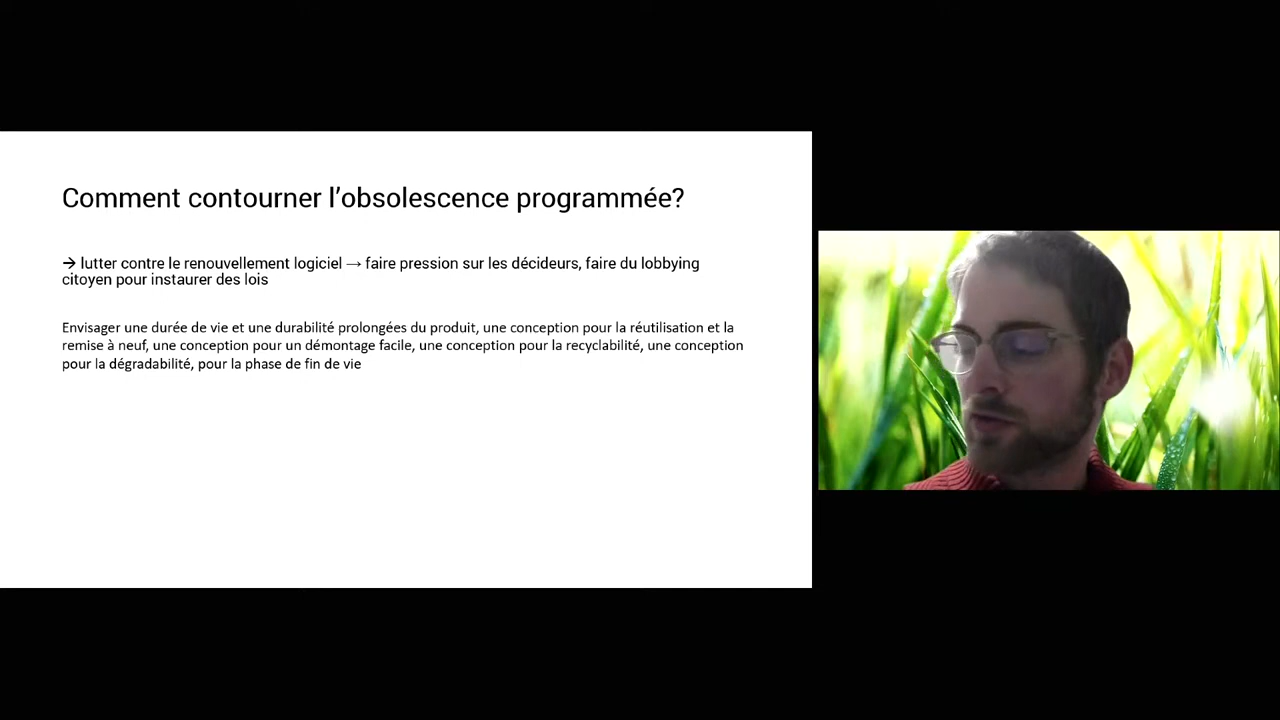 Comment contourner l’obsolescence programmée?
→ lutter contre le renouvellement logiciel → faire pression sur les décideurs, faire du lobbying
citoyen pour instaurer des lois
Envisager une durée de vie et une durabilité prolongées du produit, une conception pour la réutilisation et la
remise à neuf, une conception pour un démontage facile, une conception pour la recyclabilité, une conception
pour la dégradabilité, pour la phase de fin de vie